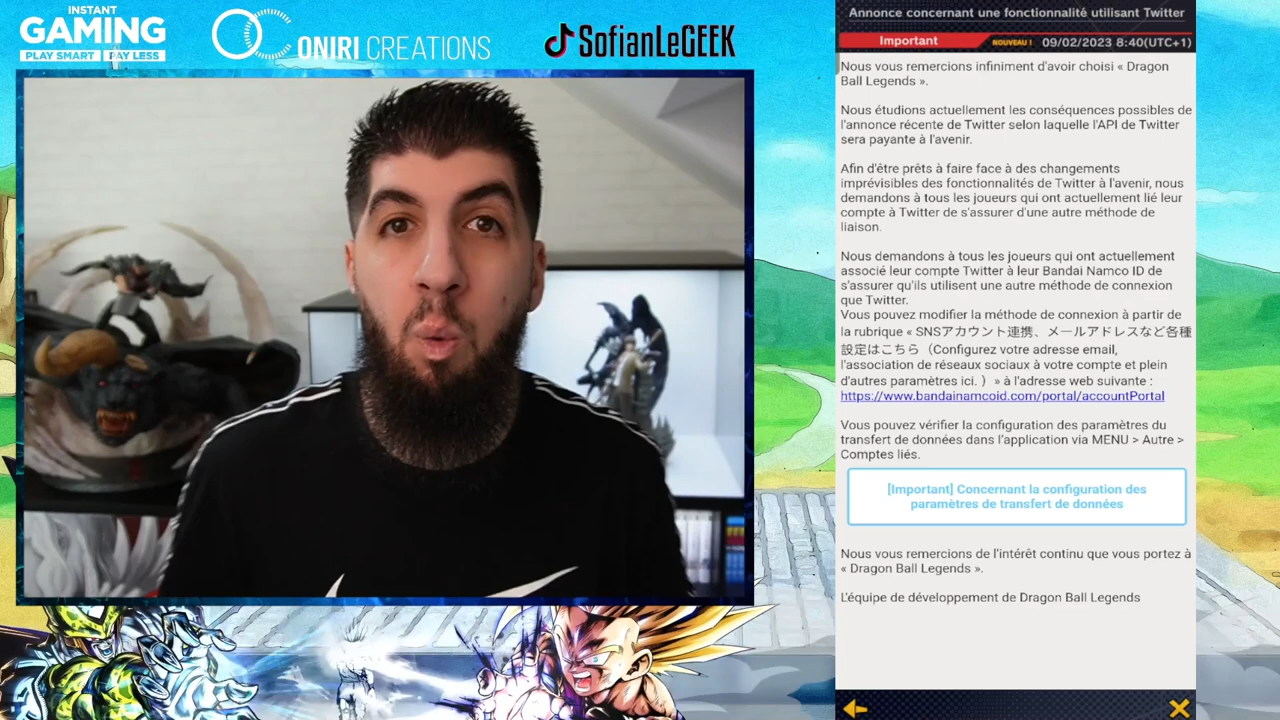 INSTANT
GAMING
PLAY SMART PAY LESS
ONIRI CREATIONS
SofianLeGEEK
Annonce concernant une fonctionnalité utilisant Twitter
Important NOUVEAU ! 09/02/2023 8:40(UTC+1)
Nous vous remercions infiniment d'avoir choisi « Dragon
Ball Legends ».
Nous étudions actuellement les conséquences possibles de
l'annonce récente de Twitter selon laquelle l'API de Twitter
sera payante à l'avenir.
Afin d'être prêts à faire face à des changements
imprévisibles des fonctionnalités de Twitter à l'avenir, nous
demandons à tous les joueurs qui ont actuellement lié leur
compte à Twitter de s'assurer d'une autre méthode de
liaison.
Nous demandons à tous les joueurs qui ont actuellement
associé leur compte Twitter à leur Bandai Namco ID de
s'assurer qu'ils utilisent une autre méthode de connexion
que Twitter.
Vous pouvez modifier la méthode de connexion à partir de
la rubrique « SNSアカウント連携、メールアドレスなど各種
設定はこちら（Configurez votre adresse email,
l'association de réseaux sociaux à votre compte et plein
d'autres paramètres ici. ） » à l'adresse web suivante :
https://www.bandainamcoid.com/portal/accountPortal
Vous pouvez vérifier la configuration des paramètres du
transfert de données dans l'application via MENU > Autre >
Comptes liés.
[Important] Concernant la configuration des
paramètres de transfert de données
Nous vous remercions de l'intérêt continu que vous portez à
« Dragon Ball Legends ».
L'équipe de développement de Dragon Ball Legends